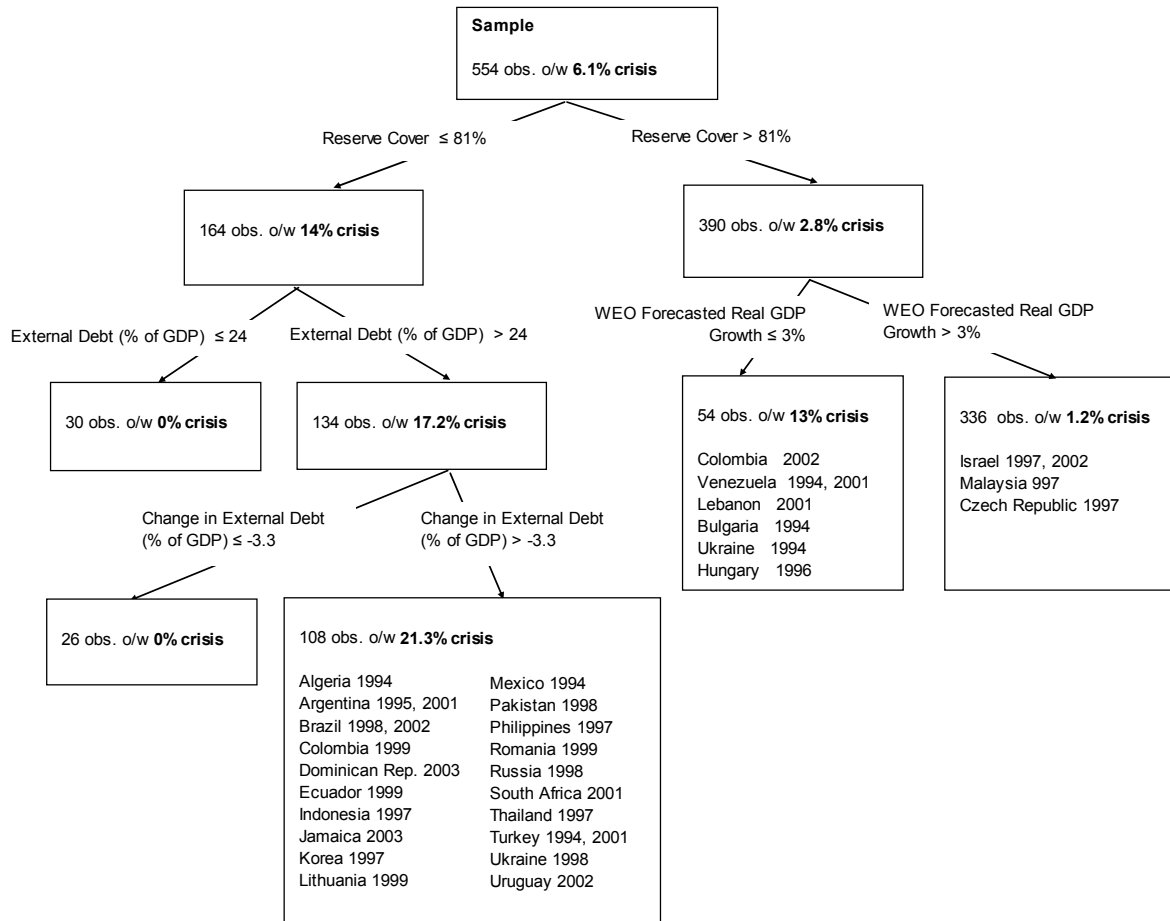 Sample
554 obs. o/w 6.1% crisis
Reserve Cover ≤ 81%
Reserve Cover > 81%
164 obs. o/w 14% crisis
390 obs. o/w 2.8% crisis
External Debt (% of GDP) ≤ 24
External Debt (% of GDP) > 24
WEO Forecasted Real GDP
Growth ≤ 3%
WEO Forecasted Real GDP
Growth > 3%
30 obs. o/w 0% crisis
134 obs. o/w 17.2% crisis
54 obs. o/w 13% crisis
Colombia 2002
Venezuela 1994, 2001
Lebanon 2001
Bulgaria 1994
Ukraine 1994
Hungary 1996
336 obs. o/w 1.2% crisis
Israel 1997, 2002
Malaysia 997
Czech Republic 1997
Change in External Debt
(% of GDP) ≤ -3.3
Change in External Debt
(% of GDP) > -3.3
26 obs. o/w 0% crisis
108 obs. o/w 21.3% crisis
Algeria 1994
Argentina 1995, 2001
Brazil 1998, 2002
Colombia 1999
Dominican Rep. 2003
Ecuador 1999
Indonesia 1997
Jamaica 2003
Korea 1997
Lithuania 1999
Mexico 1994
Pakistan 1998
Philippines 1997
Romania 1999
Russia 1998
South Africa 2001
Thailand 1997
Turkey 1994, 2001
Ukraine 1998
Uruguay 2002